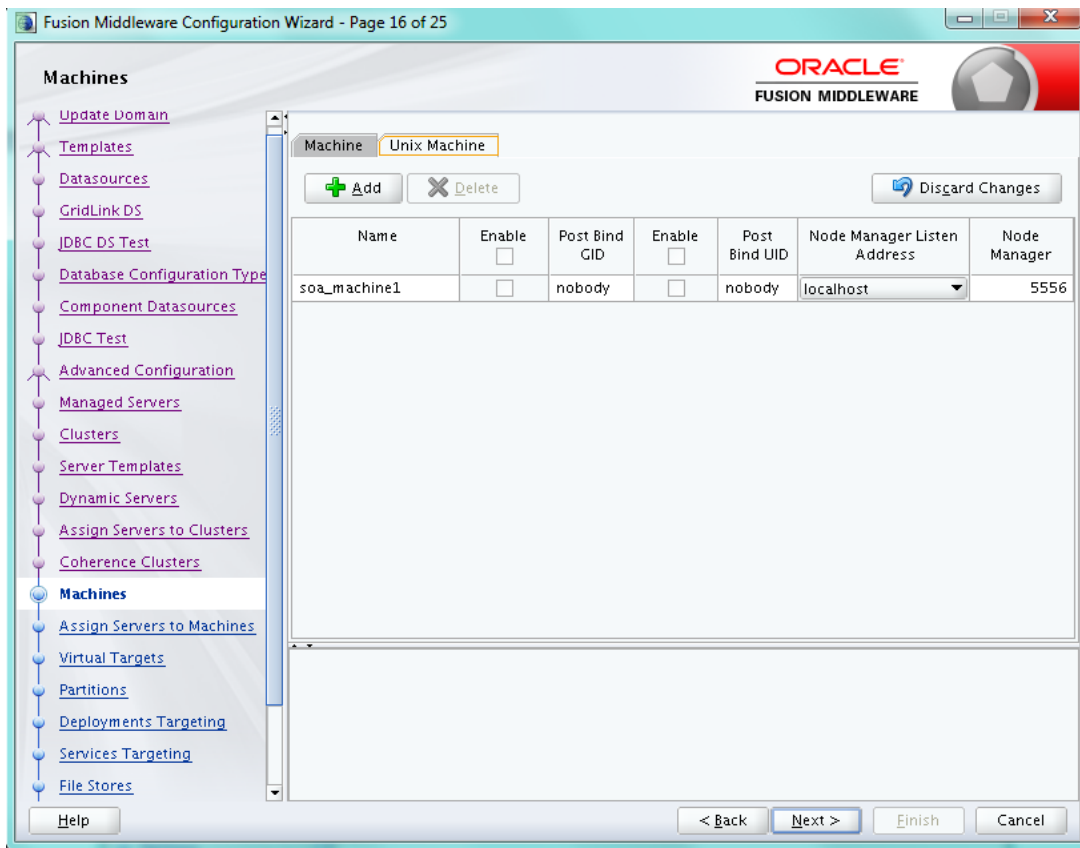 Fusion Middleware Configuration Wizard - Page 16 of 25
Machines
ORACLE
FUSION MIDDLEWARE
Update Domain
Templates
Datasources
GridLink DS
JDBC DS Test
Database Configuration Type
Component Datasources
JDBC Test
Advanced Configuration
Managed Servers
Clusters
Server Templates
Dynamic Servers
Assign Servers to Clusters
Coherence Clusters
Machines
Assign Servers to Machines
Virtual Targets
Partitions
Deployments Targeting
Services Targeting
File Stores
Machine Unix Machine
Add Delete Discard Changes
Name Enable Post Bind GID Enable Post Bind UID Node Manager Listen Address Node Manager
soa_machine1 nobody nobody localhost 5556
Help < Back Next > Finish Cancel